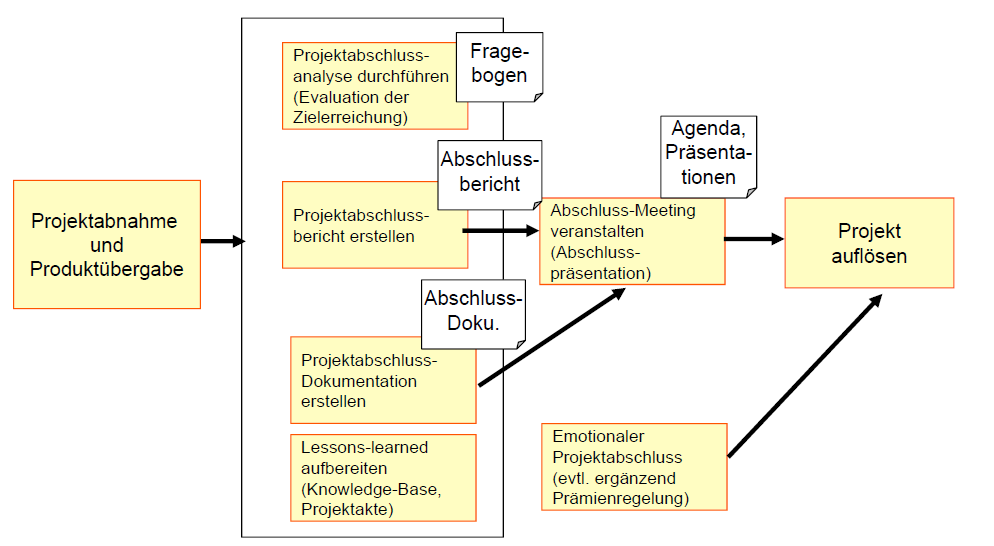 Projektabnahme
und
Produktübergabe
Projektabschluss-
analyse durchführen
(Evaluation der
Zielerreichung)
Frage-
bogen
Projektabschluss-
bericht erstellen
Abschluss-
bericht
Projektabschluss-
Dokumentation
erstellen
Abschluss-
Doku.
Lessons-learned
aufbereiten
(Knowledge-Base,
Projektakte)
Abschluss-Meeting
veranstalten
(Abschluss-
präsentation)
Agenda,
Präsenta-
tionen
Emotionaler
Projektabschluss
(evtl. ergänzend
Prämienregelung)
Projekt
auflösen